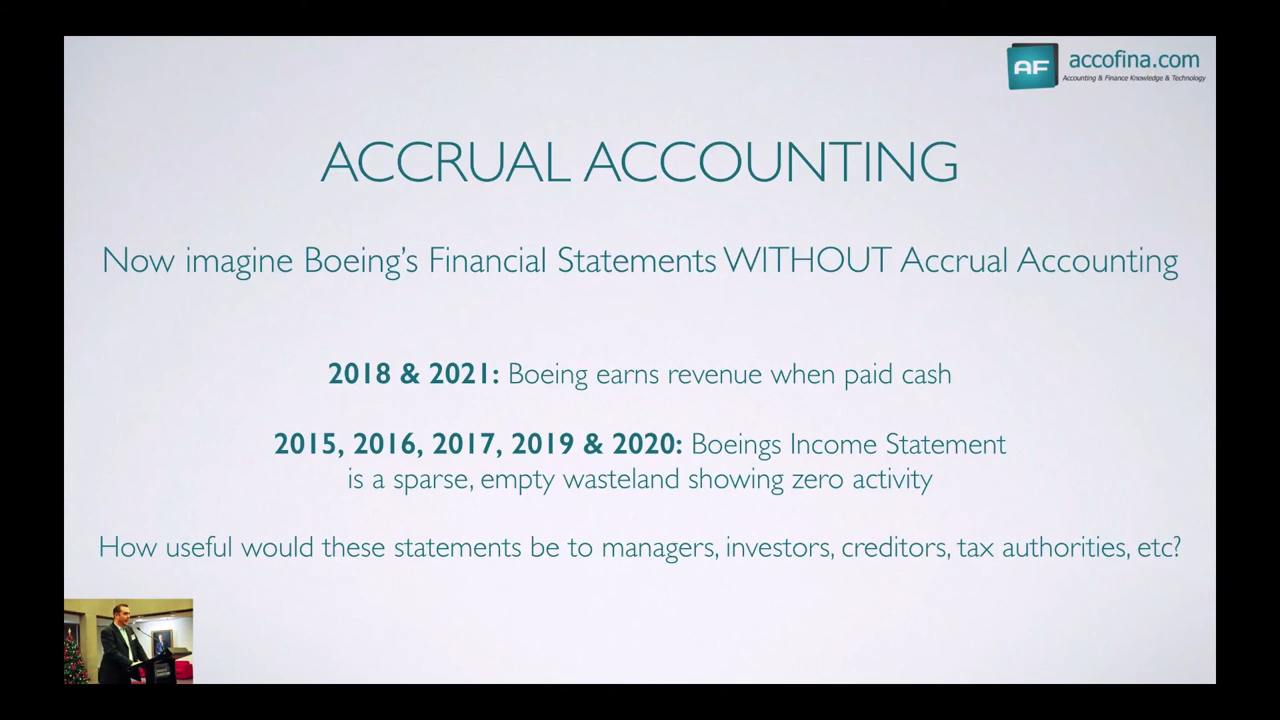 AF
accofina.com
Accounting & Finance Knowledge & Technology
ACCRUAL ACCOUNTING
Now imagine Boeing’s Financial Statements WITHOUT Accrual Accounting
2018 & 2021: Boeing earns revenue when paid cash
2015, 2016, 2017, 2019 & 2020: Boeings Income Statement
is a sparse, empty wasteland showing zero activity
How useful would these statements be to managers, investors, creditors, tax authorities, etc?